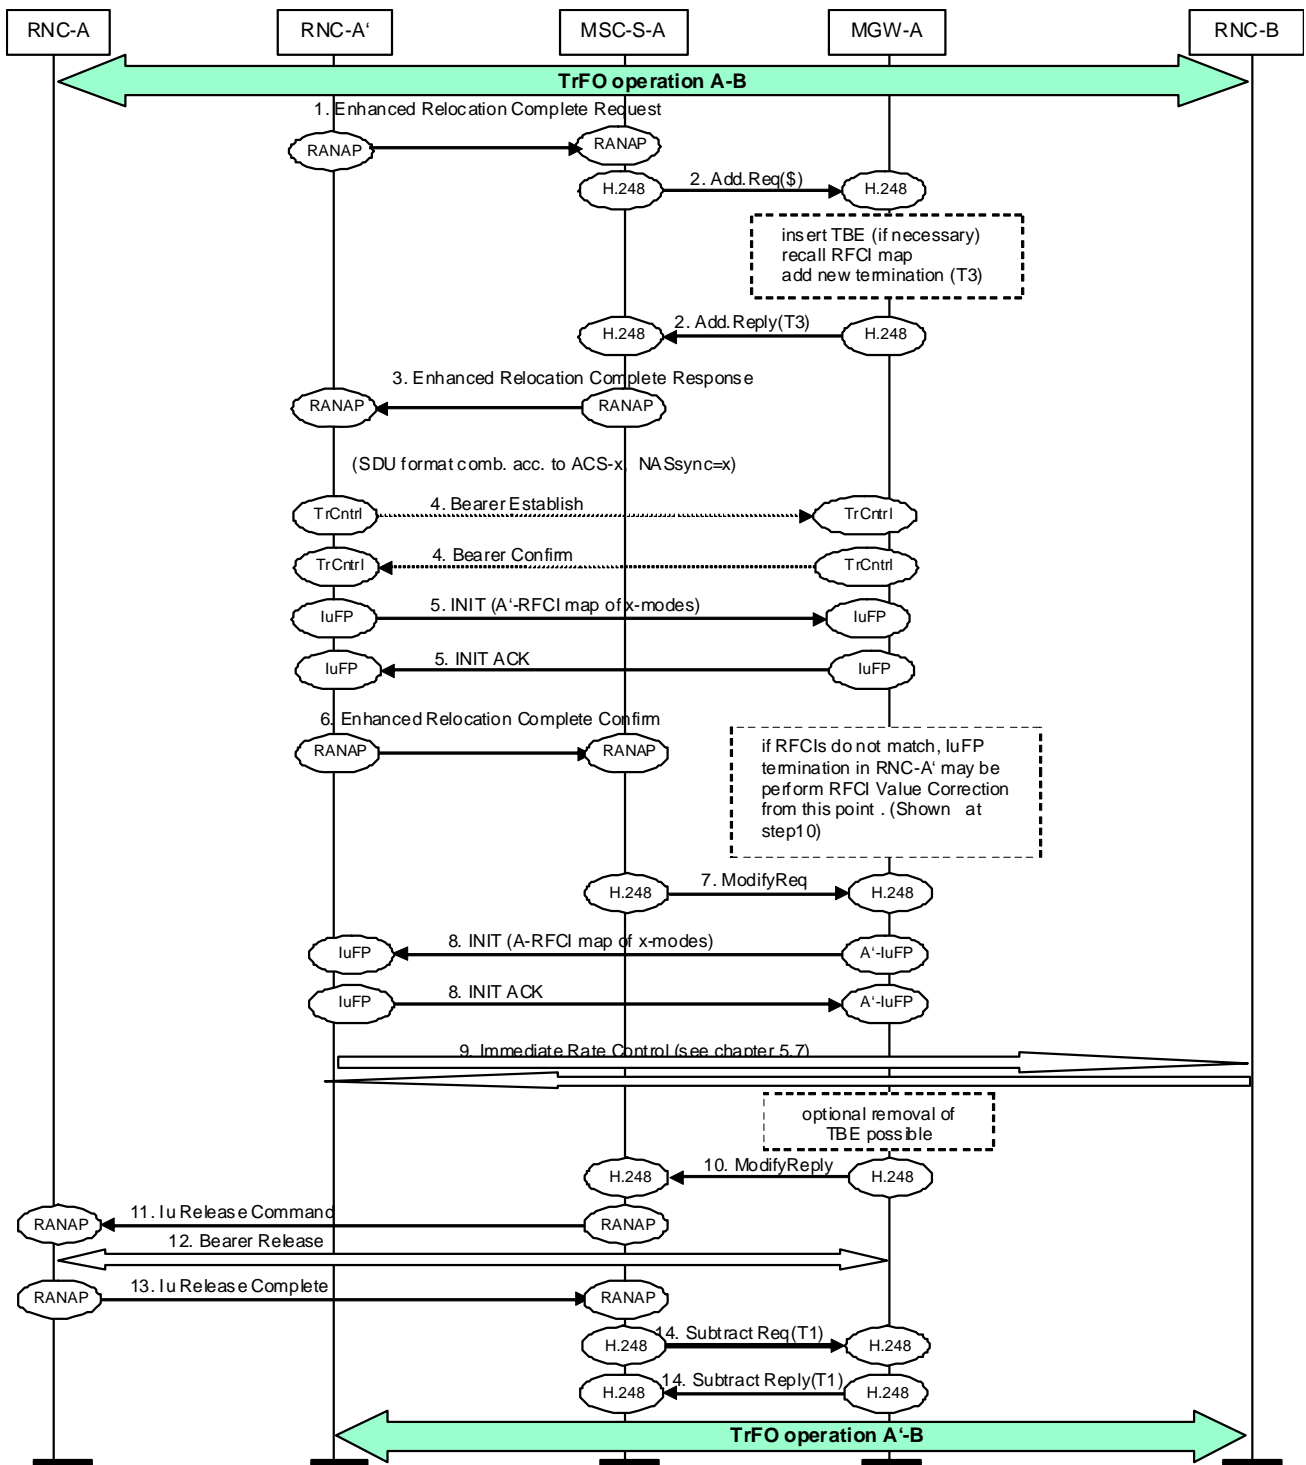 RNC-A
RNC-A‘
MSC-S-A
MGW-A
RNC-B
TrFO operation A-B
1. Enhanced Relocation Complete Request
RANAP
RANAP
H.248
2. Add.Req($)
H.248
insert TBE (if necessary)
recall RFCI map
add new termination (T3)
H.248
2. Add.Reply(T3)
H.248
3. Enhanced Relocation Complete Response
RANAP
RANAP
(SDU format comb. acc. to ACS-x, NASsync=x)
TrCntrl
4. Bearer Establish
TrCntrl
TrCntrl
4. Bearer Confirm
TrCntrl
IuFP
5. INIT (A‘-RFCI map of x-modes)
IuFP
IuFP
5. INIT ACK
IuFP
6. Enhanced Relocation Complete Confirm
RANAP
RANAP
if RFCIs do not match, IuFP
termination in RNC-A‘ may be
perform RFCI Value Correction
from this point . (Shown at
step10)
H.248
7. ModifyReq
H.248
IuFP
8. INIT (A-RFCI map of x-modes)
A‘-IuFP
IuFP
8. INIT ACK
A‘-IuFP
9. Immediate Rate Control (see chapter 5.7)
optional removal of
TBE possible
H.248
10. ModifyReply
H.248
RANAP
11. Iu Release Command
RANAP
12. Bearer Release
RANAP
13. Iu Release Complete
RANAP
H.248
14. Subtract Req(T1)
H.248
H.248
14. Subtract Reply(T1)
H.248
TrFO operation A‘-B